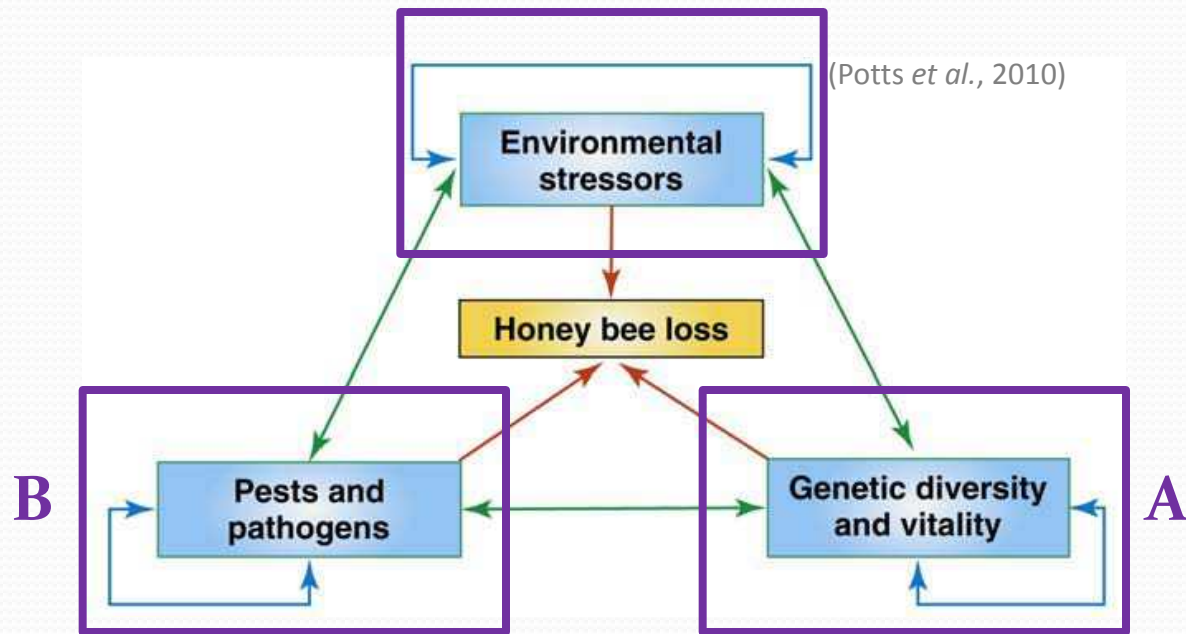 (Potts et al., 2010)
Environmental
stressors
Honey bee loss
B
Pests and
pathogens
Genetic diversity
and vitality
A